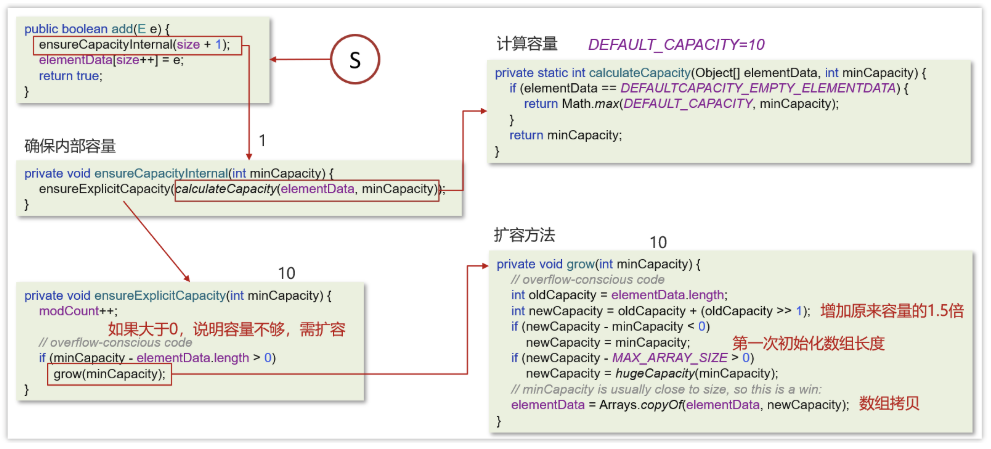 public boolean add(E e) {
ensureCapacityInternal(size + 1);
elementData[size++] = e;
return true;
}
S
计算容量 DEFAULT_CAPACITY=10
private static int calculateCapacity(Object[] elementData, int minCapacity) {
if (elementData == DEFAULTCAPACITY_EMPTY_ELEMENTDATA) {
return Math.max(DEFAULT_CAPACITY, minCapacity);
}
return minCapacity;
}
1
确保内部容量
private void ensureCapacityInternal(int minCapacity) {
ensureExplicitCapacity(calculateCapacity(elementData, minCapacity));
}
10
private void ensureExplicitCapacity(int minCapacity) {
modCount++;
如果大于0，说明容量不够，需扩容
// overflow-conscious code
if (minCapacity - elementData.length > 0)
grow(minCapacity);
}
扩容方法
10
private void grow(int minCapacity) {
// overflow-conscious code
int oldCapacity = elementData.length;
int newCapacity = oldCapacity + (oldCapacity >> 1); 增加原来容量的1.5倍
if (newCapacity - minCapacity < 0)
newCapacity = minCapacity; 第一次初始化数组长度
if (newCapacity - MAX_ARRAY_SIZE > 0)
newCapacity = hugeCapacity(minCapacity);
// minCapacity is usually close to size, so this is a win:
elementData = Arrays.copyOf(elementData, newCapacity); 数组拷贝
}